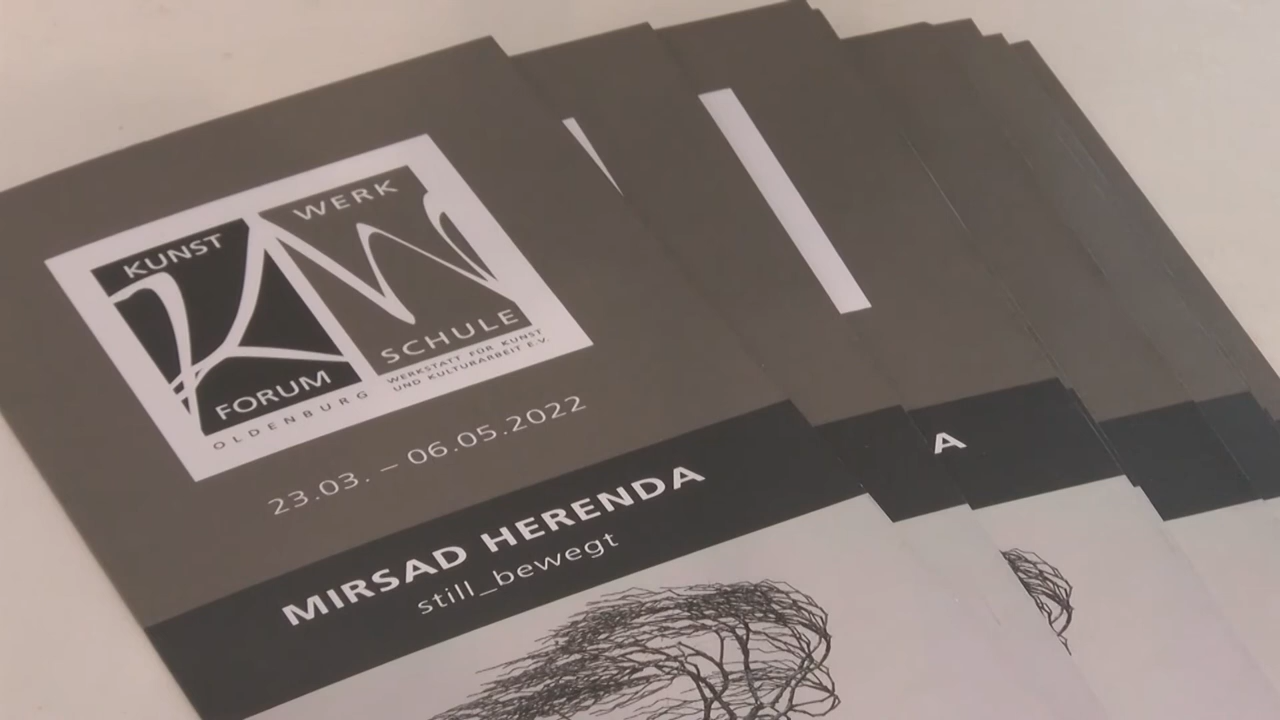 KUNST
FORUM
OLDENBURG
WERK
SCHULE
WERKSTATT FÜR KUNST
UND KULTURARBEIT E.V.
23.03. – 06.05.2022
MIRSAD HERENDA
still_bewegt
A